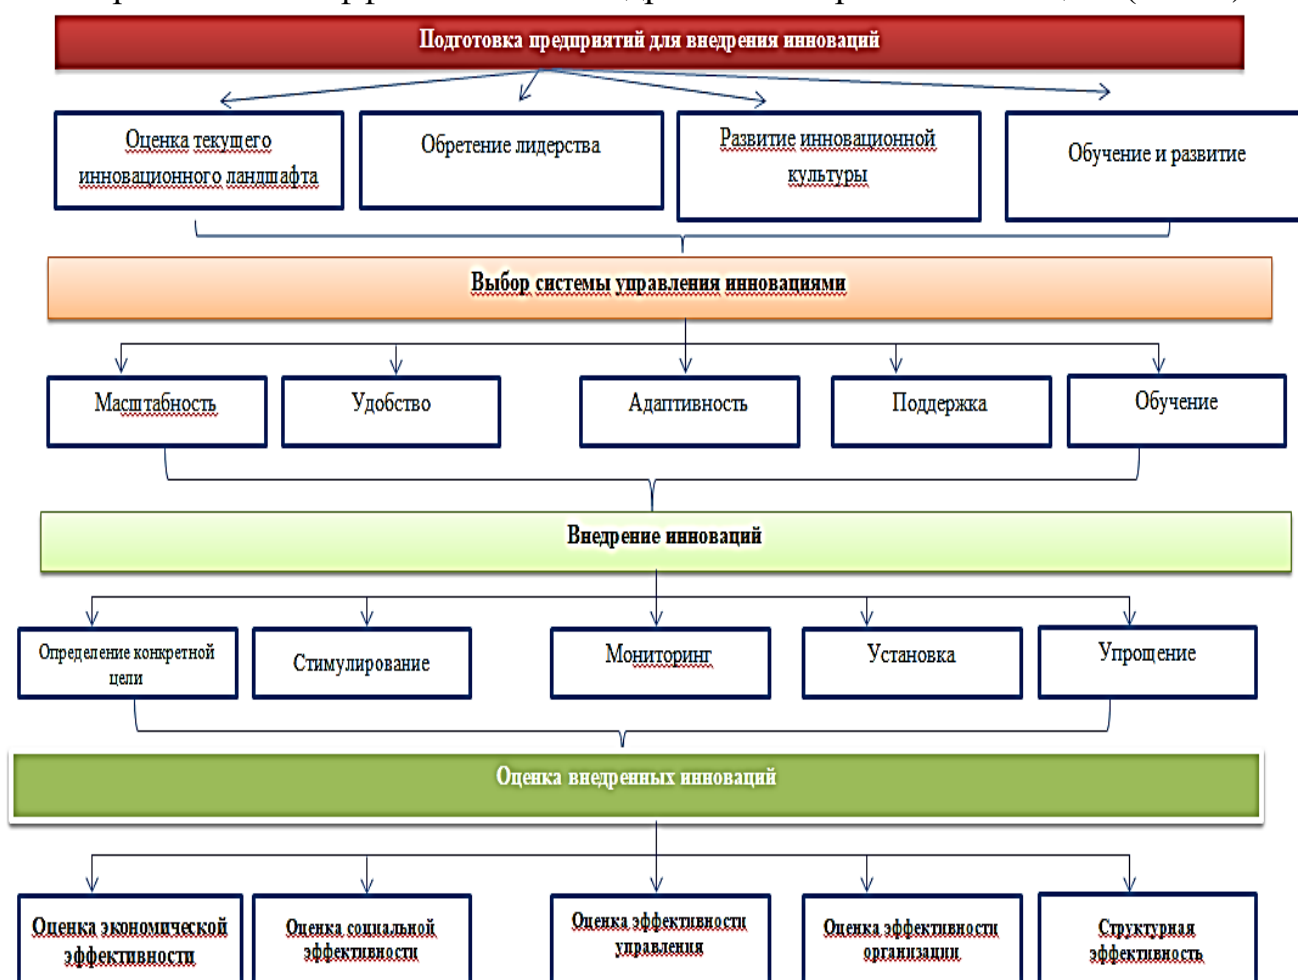 Подготовка предприятий для внедрения инноваций
Оценка текущего
инновационного ландшафта
Обретение лидерства
Развитие инновационной
культуры
Обучение и развитие
Выбор системы управления инновациями
Масштабность
Удобство
Адаптивность
Поддержка
Обучение
Внедрение инноваций
Определение конкретной
цели
Стимулирование
Мониторинг
Установка
Упрощение
Оценка внедренных инноваций
Оценка экономической
эффективности
Оценка социальной
эффективности
Оценка эффективности
управления
Оценка эффективности
организации
Структурная
эффективность